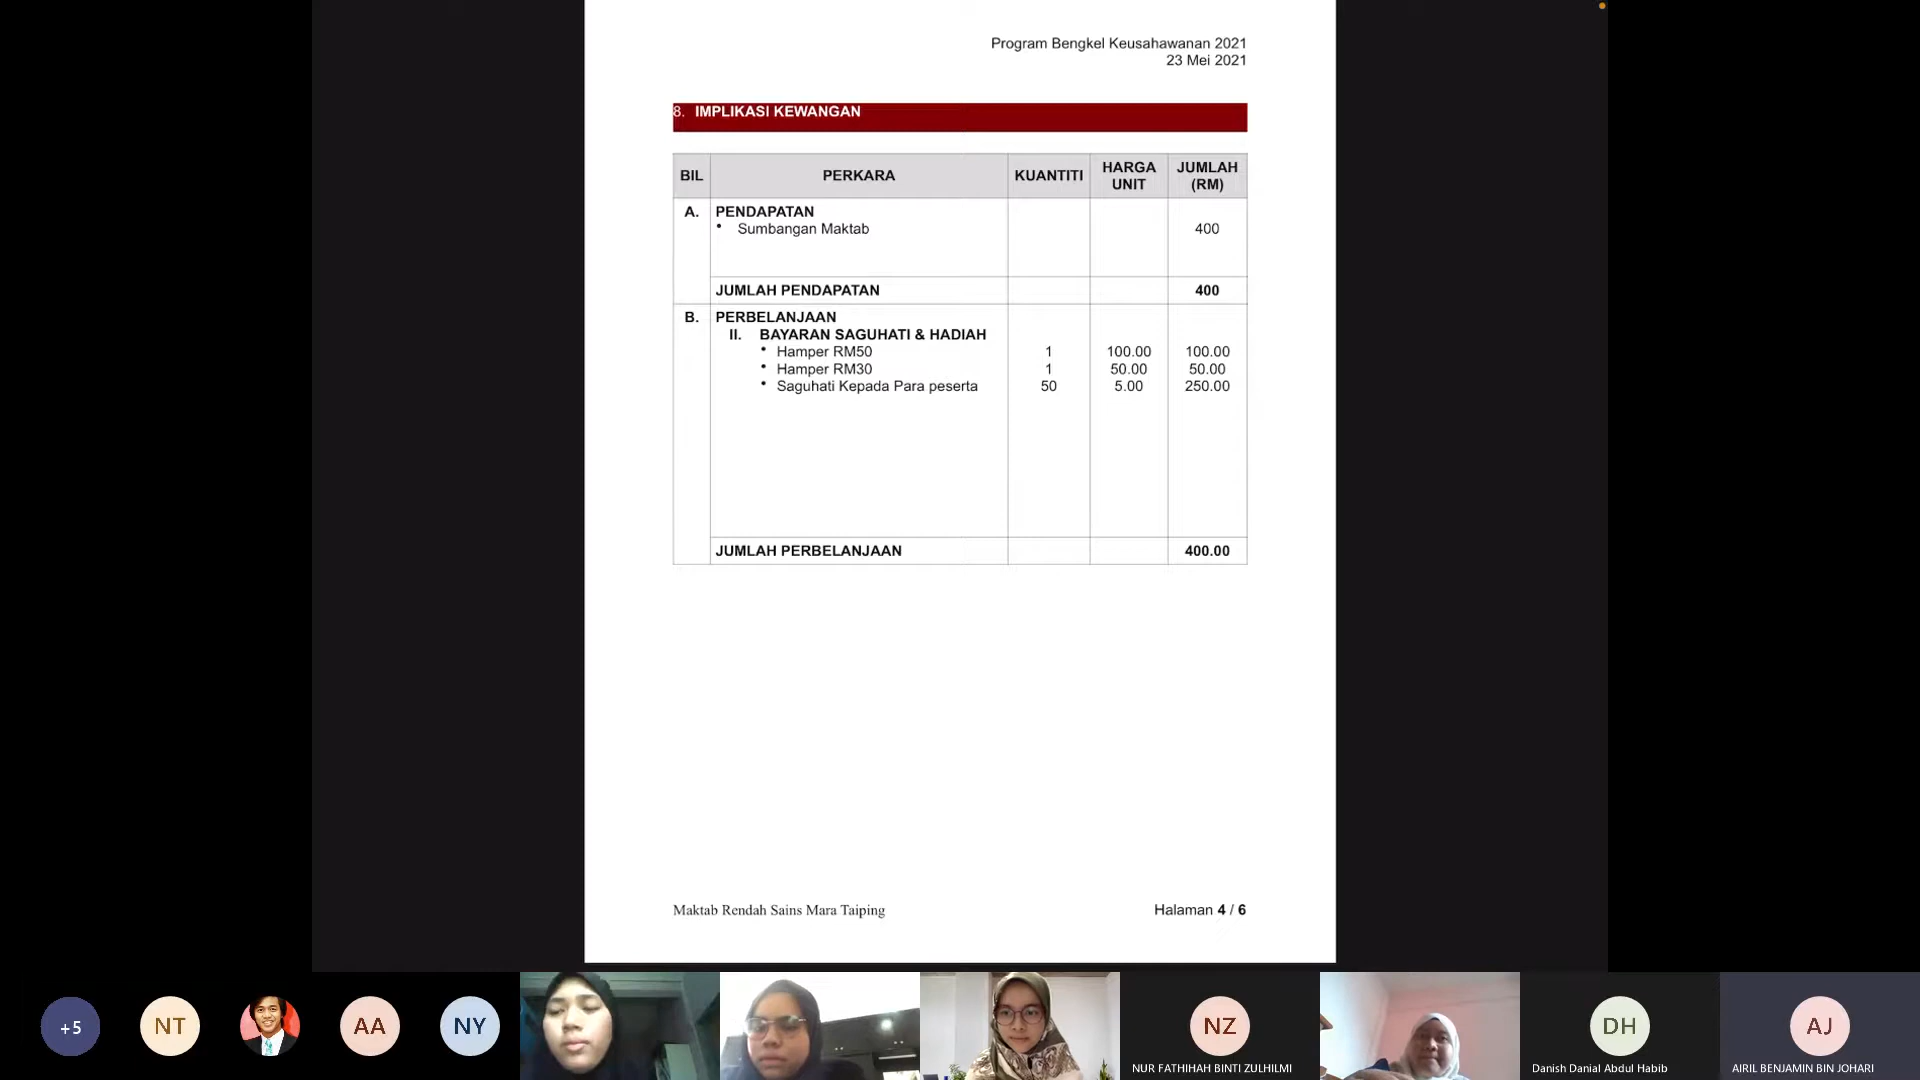 Program Bengkel Keusahawanan 2021
23 Mei 2021
8. IMPLIKASI KEWANGAN
BIL PERKARA KUANTITI HARGA UNIT JUMLAH (RM)
A. PENDAPATAN
• Sumbangan Maktab 400
JUMLAH PENDAPATAN 400
B. PERBELANJAAN
II. BAYARAN SAGUHATI & HADIAH
• Hamper RM50 1 100.00 100.00
• Hamper RM30 1 50.00 50.00
• Saguhati Kepada Para peserta 50 5.00 250.00
JUMLAH PERBELANJAAN 400.00
Maktab Rendah Sains Mara Taiping Halaman 4 / 6
+5 NT AA NY NZ DH AJ
NUR FATHIHAH BINTI ZULHILMI Danish Danial Abdul Habib AIRIL BENJAMIN BIN JOHARI